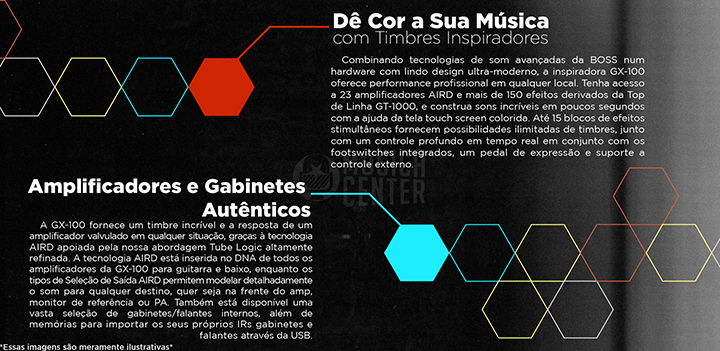 Dê Cor a Sua Música
com Timbres Inspiradores
Combinando tecnologias de som avançadas da BOSS num
hardware com lindo design ultra-moderno, a inspiradora GX-100
oferece performance profissional em qualquer local. Tenha acesso
a 23 amplificadores AIRD e mais de 150 efeitos derivados da Top
de Linha GT-1000, e construa sons incríveis em poucos segundos
com a ajuda da tela touch screen colorida. Até 15 blocos de efeitos
stimultâneos fornecem possibilidades ilimitadas de timbres, junto
com um controle profundo em tempo real em conjunto com os
footswitches integrados, um pedal de expressão e suporte a
controle externo.
CENTER
Amplificadores e Gabinetes
Autênticos
A GX-100 fornece um timbre incrível e a resposta de um
amplificador valvulado em qualquer situação, graças à tecnologia
AIRD apoiada pela nossa abordagem Tube Logic altamente
refinada. A tecnologia AIRD está inserida no DNA de todos os
amplificadores da GX-100 para guitarra e baixo, enquanto os
tipos de Seleção de Saída AIRD permitem modelar detalhadamente
o som para qualquer destino, quer seja na frente do amp,
monitor de referência ou PA. Também está disponível uma
vasta seleção de gabinetes/falantes internos, além de
memórias para importar os seus próprios IRs gabinetes e
falantes através da USB.
*Essas imagens são meramente ilustrativas*